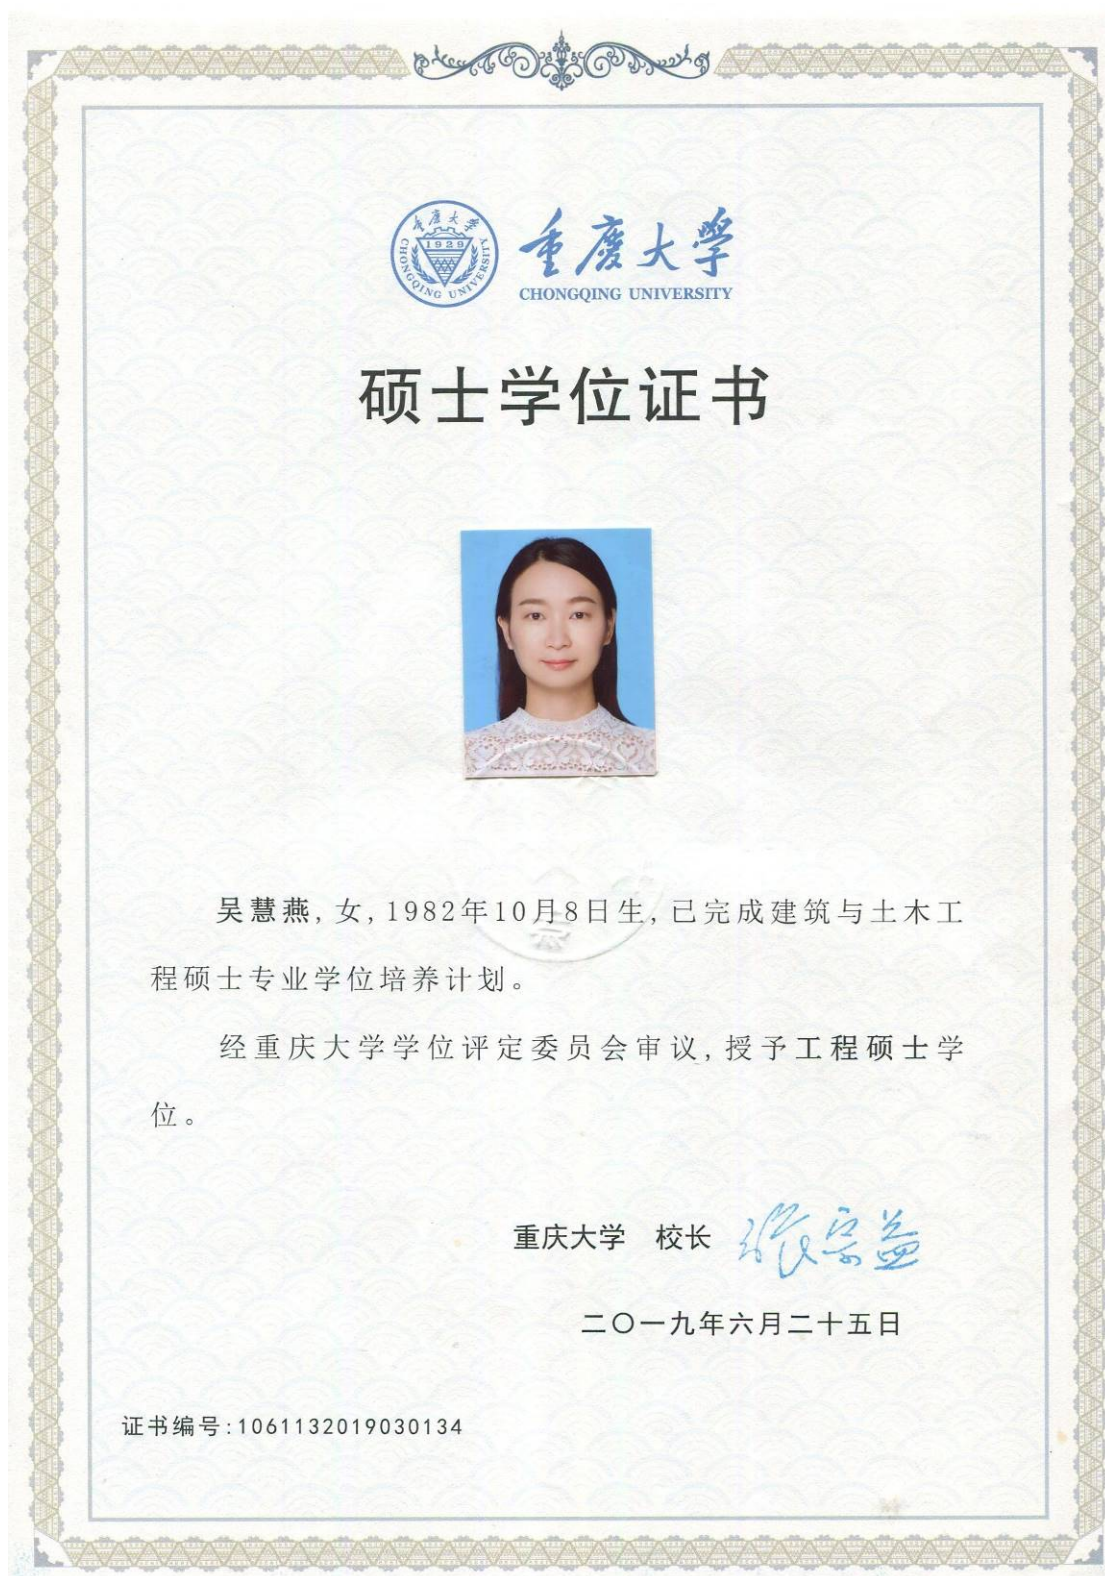 重庆大学
1929
CHONGQING UNIVERSITY
重慶大學
CHONGQING UNIVERSITY
硕士学位证书
吴慧燕,女,1982年10月8日生,已完成建筑与土木工
程硕士专业学位培养计划。
经重庆大学学位评定委员会审议,授予工程硕士学
位。
重庆大学 校长 张宗益
二〇一九年六月二十五日
证书编号:1061132019030134